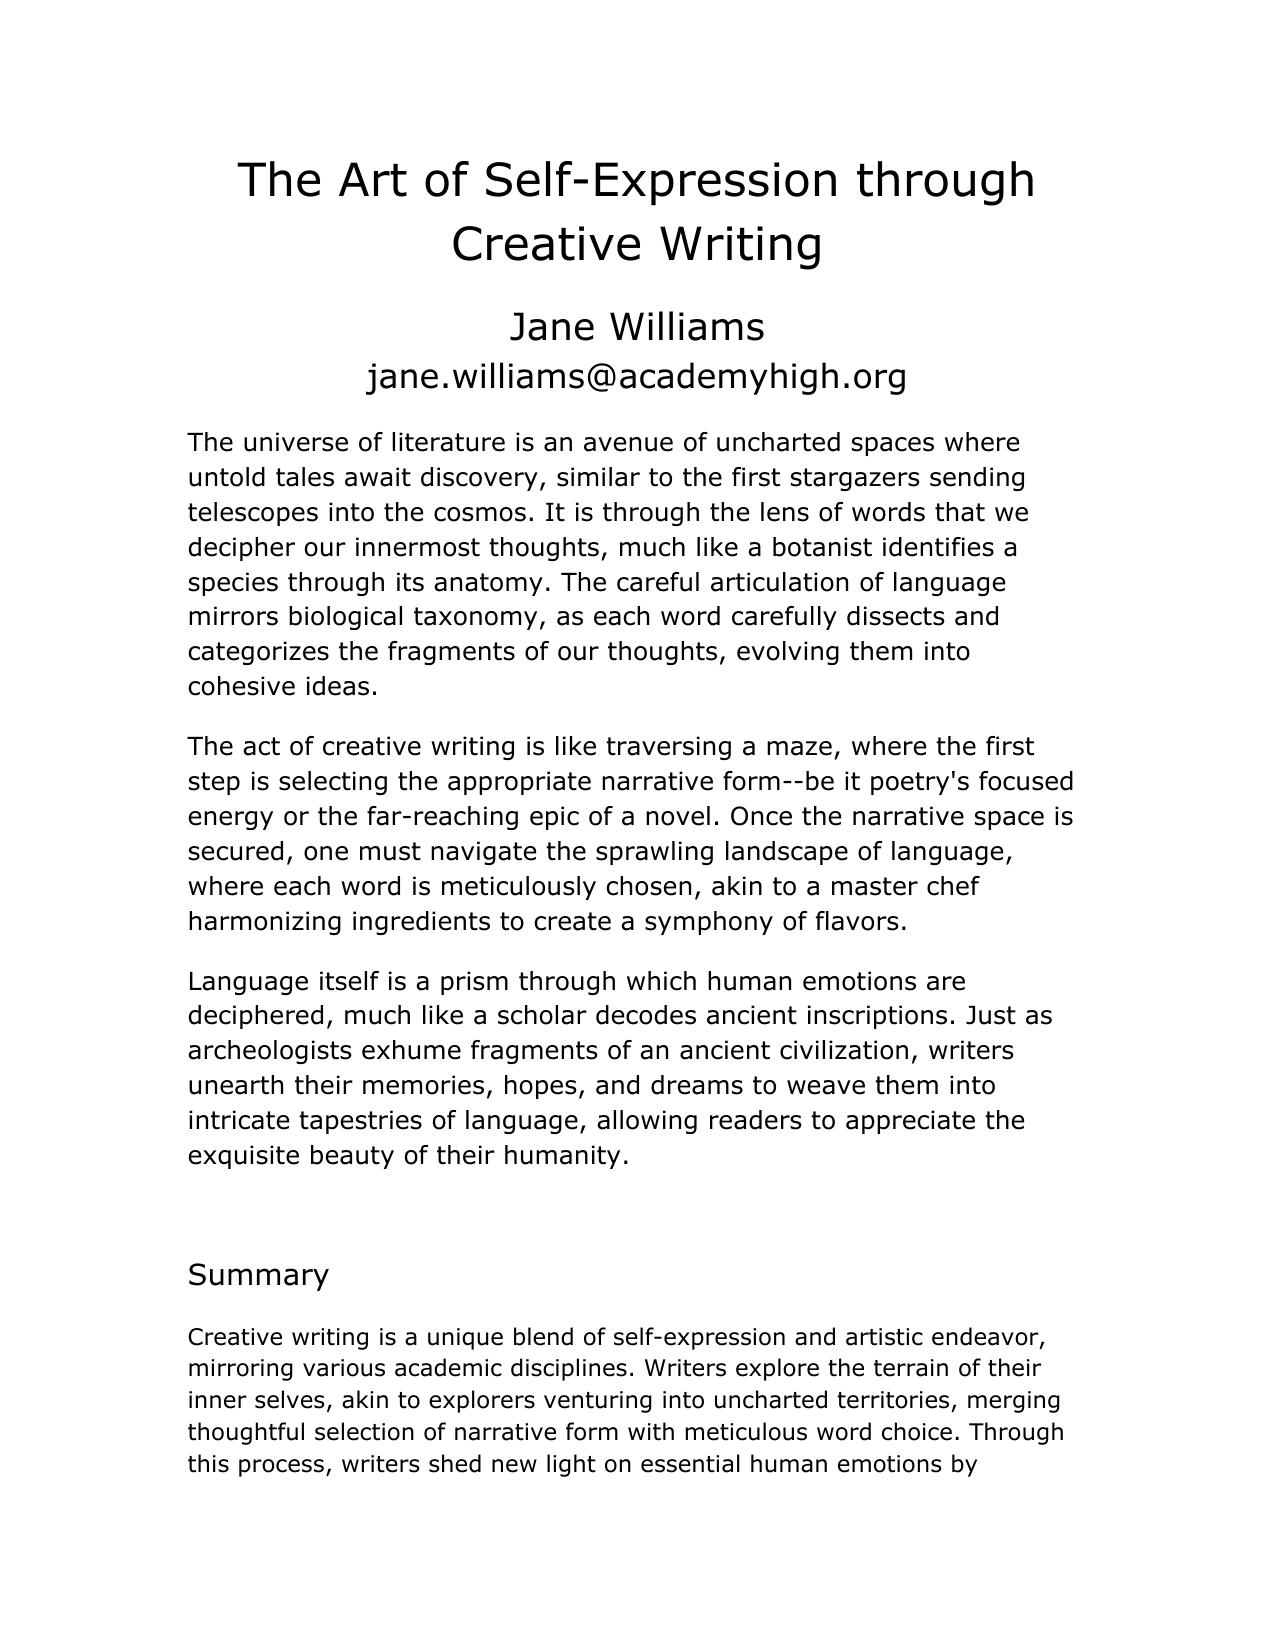 The Art of Self-Expression through
Creative Writing
Jane Williams
jane.williams@academyhigh.org
The universe of literature is an avenue of uncharted spaces where
untold tales await discovery, similar to the first stargazers sending
telescopes into the cosmos. It is through the lens of words that we
decipher our innermost thoughts, much like a botanist identifies a
species through its anatomy. The careful articulation of language
mirrors biological taxonomy, as each word carefully dissects and
categorizes the fragments of our thoughts, evolving them into
cohesive ideas.
The act of creative writing is like traversing a maze, where the first
step is selecting the appropriate narrative form--be it poetry's focused
energy or the far-reaching epic of a novel. Once the narrative space is
secured, one must navigate the sprawling landscape of language,
where each word is meticulously chosen, akin to a master chef
harmonizing ingredients to create a symphony of flavors.
Language itself is a prism through which human emotions are
deciphered, much like a scholar decodes ancient inscriptions. Just as
archeologists exhume fragments of an ancient civilization, writers
unearth their memories, hopes, and dreams to weave them into
intricate tapestries of language, allowing readers to appreciate the
exquisite beauty of their humanity.
Summary
Creative writing is a unique blend of self-expression and artistic endeavor,
mirroring various academic disciplines. Writers explore the terrain of their
inner selves, akin to explorers venturing into uncharted territories, merging
thoughtful selection of narrative form with meticulous word choice. Through
this process, writers shed new light on essential human emotions by